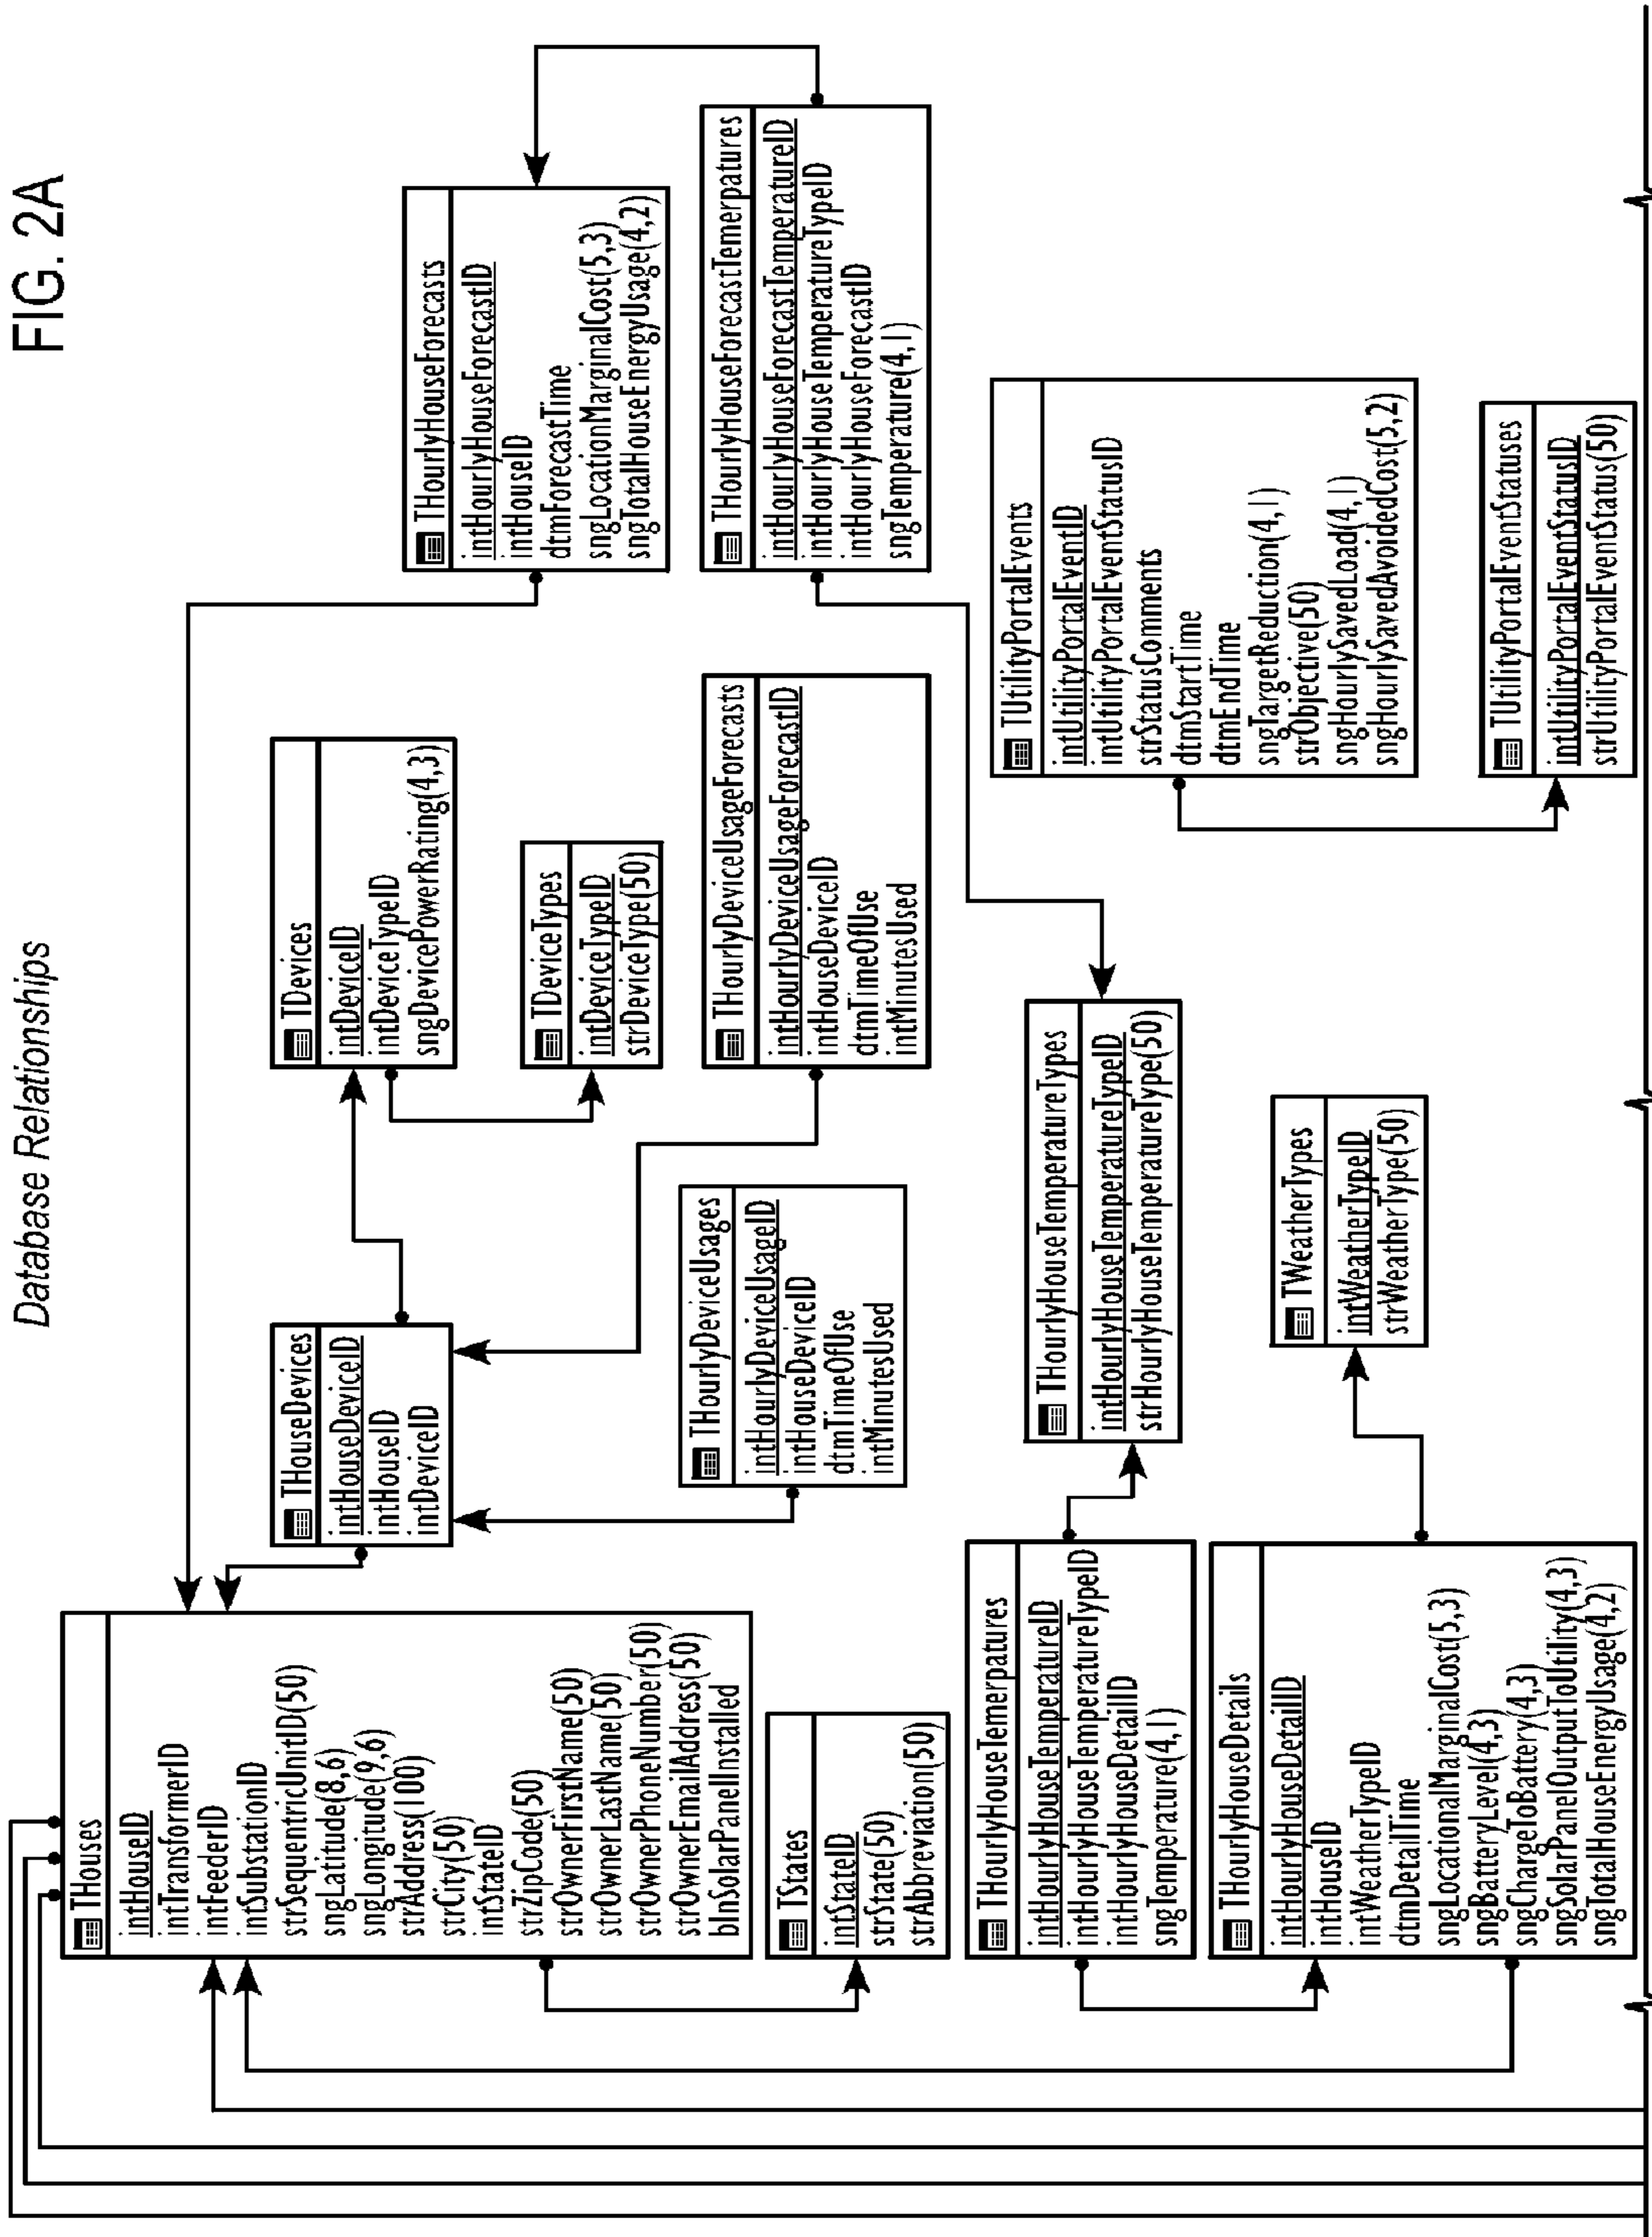 FIG. 2A
Database Relationships
THouses
intHouseID
intTransformerID
intFeederID
intSubstationID
strSequentricUnitID(50)
sngLatitude(8,6)
sngLongitude(9,6)
strAddress(100)
strCity(50)
intStateID
strZipCode(50)
strOwnerFirstName(50)
strOwnerLastName(50)
strOwnerPhoneNumber(50)
strOwnerEmailAddress(50)
blnSolarPanelInstalled
TStates
intStateID
strState(50)
strAbbreviation(50)
THourlyHouseTemerpatures
intHourlyHouseTemperatureID
intHourlyHouseTemperatureTypeID
intHourlyHouseDetailID
sngTemperature(4,1)
THourlyHouseDetails
intHourlyHouseDetailID
intHouseID
intWeatherTypeID
dtmDetailTime
sngLocationalMarginalCost(5,3)
sngBatteryLevel(4,3)
sngChargeToBattery(4,3)
sngSolarPanelOutputToUtility(4,3)
sngTotalHouseEnergyUsage(4,2)
THouseDevices
intHouseDeviceID
intHouseID
intDeviceID
THourlyDeviceUsages
intHourlyDeviceUsageID
intHouseDeviceID
dtmTimeOfUse
intMinutesUsed
THourlyHouseTemperatureTypes
intHourlyHouseTemperatureTypeID
strHourlyHouseTemperatureType(50)
TWeatherTypes
intWeatherTypeID
strWeatherType(50)
TDevices
intDeviceID
intDeviceTypeID
sngDevicePowerRating(4,3)
TDeviceTypes
intDeviceTypeID
strDeviceType(50)
THourlyDeviceUsageForecasts
intHourlyDeviceUsageForecastID
intHouseDeviceID
dtmTimeOfUse
intMinutesUsed
THourlyHouseForecasts
intHourlyHouseForecastID
intHouseID
dtmForecastTime
sngLocationMarginalCost(5,3)
sngTotalHouseEnergyUsage(4,2)
THourlyHouseForecastTemerpatures
intHourlyHouseForecastTemperatureID
intHourlyHouseTemperatureTypeID
intHourlyHouseForecastID
sngTemperature(4,1)
TUtilityPortalEvents
intUtilityPortalEventID
intUtilityPortalEventStatusID
strStatusComments
dtmStartTime
dtmEndTime
sngTargetReduction(4,1)
strObjective(50)
sngHourlySavedLoad(4,1)
sngHourlySavedAvoidedCost(5,2)
TUtilityPortalEventStatuses
intUtilityPortalEventStatusID
strUtilityPortalEventStatus(50)